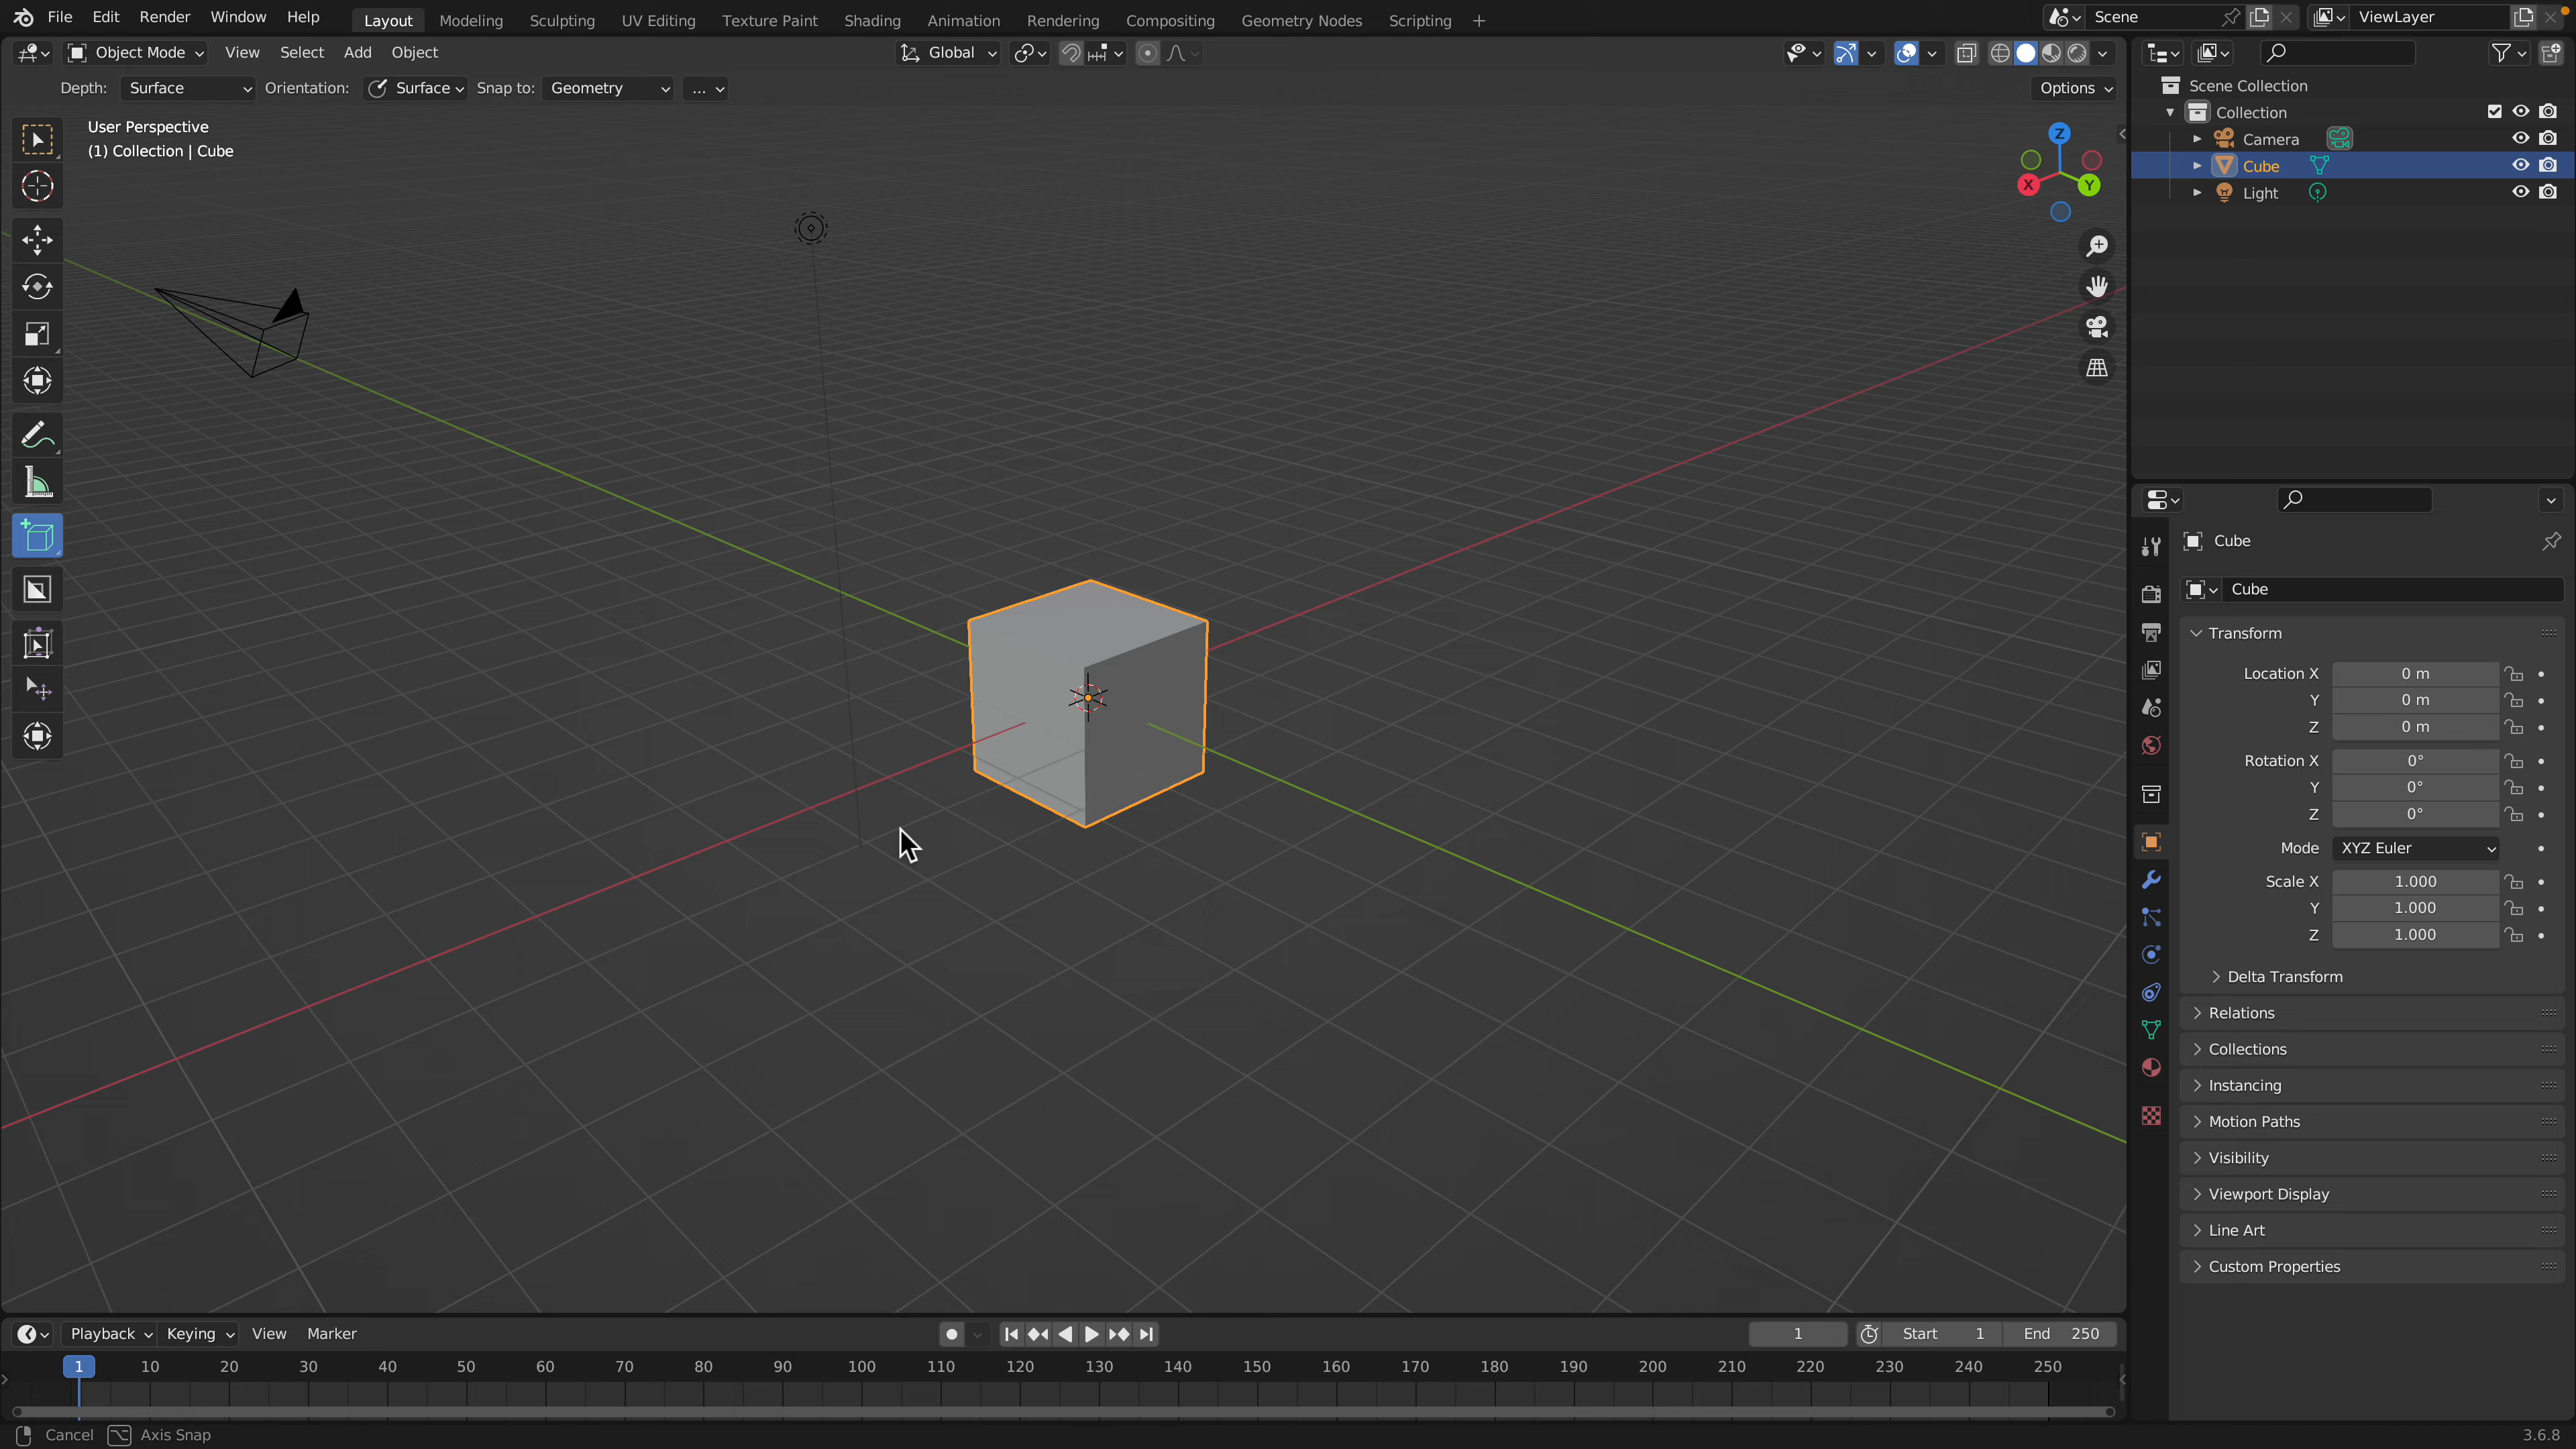 File Edit Render Window Help Layout Modeling Sculpting UV Editing Texture Paint Shading Animation Rendering Compositing Geometry Nodes Scripting + Scene ViewLayer
Object Mode View Select Add Object Global
Depth: Surface Orientation: Surface Snap to: Geometry ... Options
User Perspective
(1) Collection | Cube
Z
X
Y
Scene Collection
Collection
Camera
Cube
Light
Cube
Cube
Transform
Location X 0 m
Y 0 m
Z 0 m
Rotation X 0°
Y 0°
Z 0°
Mode XYZ Euler
Scale X 1.000
Y 1.000
Z 1.000
Delta Transform
Relations
Collections
Instancing
Motion Paths
Visibility
Viewport Display
Line Art
Custom Properties
Playback Keying View Marker 1 Start 1 End 250
1 10 20 30 40 50 60 70 80 90 100 110 120 130 140 150 160 170 180 190 200 210 220 230 240 250
Cancel Axis Snap 3.6.8